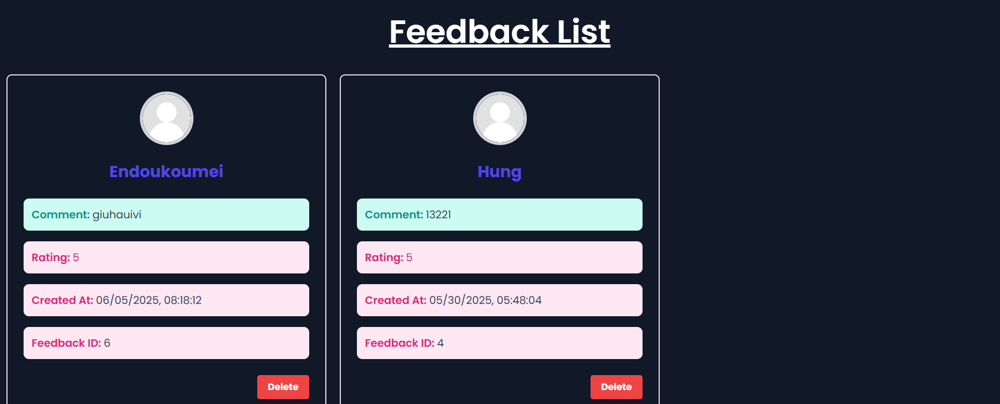 Feedback List
Endoukoumei
Comment: giuhauivi
Rating: 5
Created At: 06/05/2025, 08:18:12
Feedback ID: 6
Delete
Hung
Comment: 13221
Rating: 5
Created At: 05/30/2025, 05:48:04
Feedback ID: 4
Delete